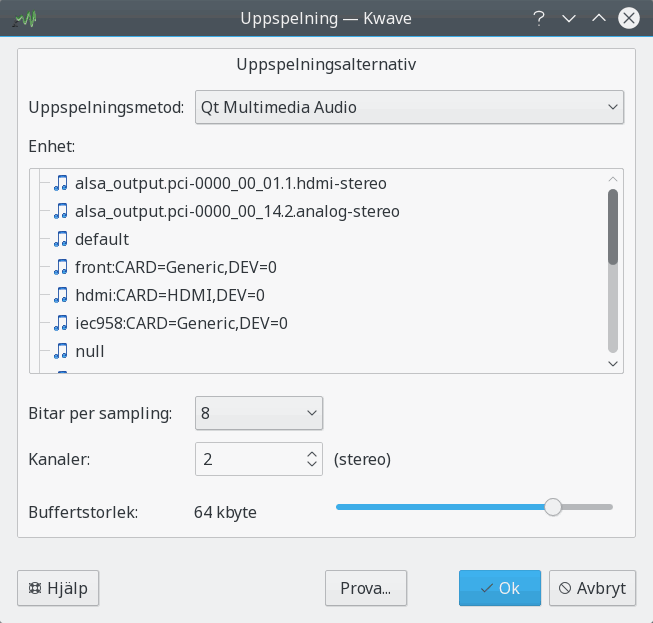 Uppspelning — Kwave
Uppspelningsalternativ
Uppspelningsmetod: Qt Multimedia Audio
Enhet:
alsa_output.pci-0000_00_01.1.hdmi-stereo
alsa_output.pci-0000_00_14.2.analog-stereo
default
front:CARD=Generic,DEV=0
hdmi:CARD=HDMI,DEV=0
iec958:CARD=Generic,DEV=0
null
Bitar per sampling: 8
Kanaler: 2 (stereo)
Buffertstorlek: 64 kbyte
Hjälp Prova... Ok Avbryt